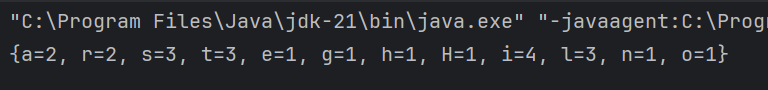 "C:\Program Files\Java\jdk-21\bin\java.exe" "-javaagent:C:\Prog
{a=2, r=2, s=3, t=3, e=1, g=1, h=1, H=1, i=4, l=3, n=1, o=1}